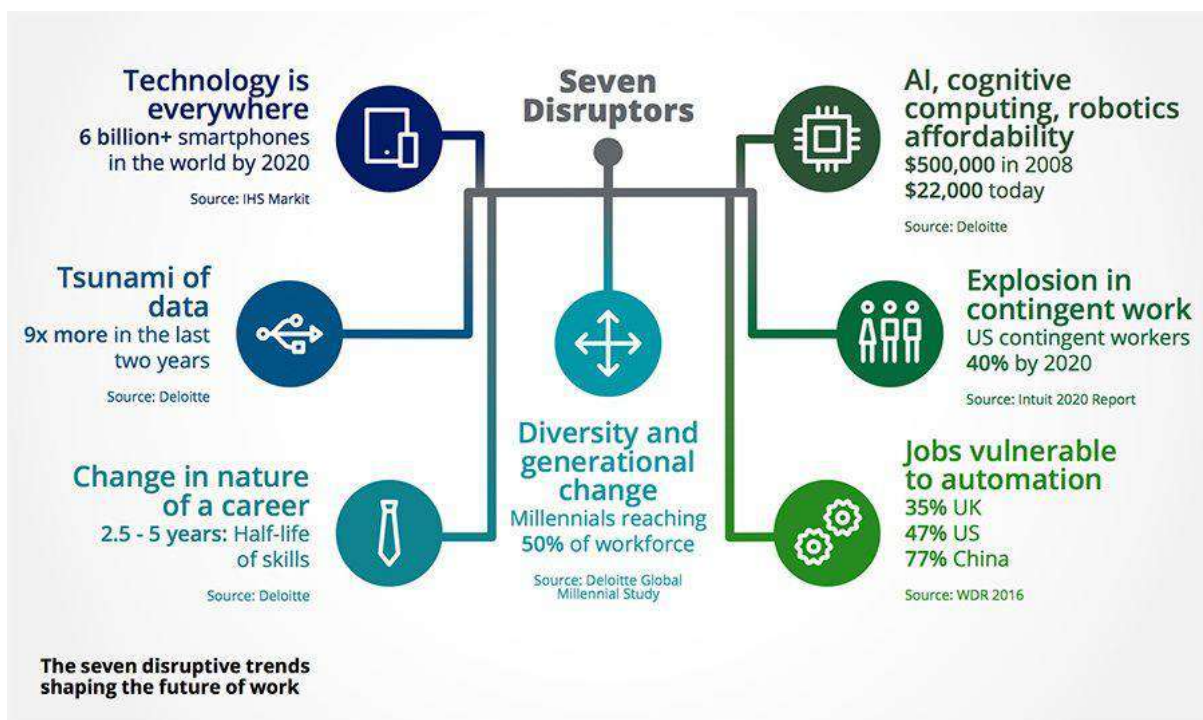 Seven
Disruptors
Technology is
everywhere
6 billion+ smartphones
in the world by 2020
Source: IHS Markit
Tsunami of
data
9x more in the last
two years
Source: Deloitte
Change in nature
of a career
2.5 - 5 years: Half-life
of skills
Source: Deloitte
Diversity and
generational
change
Millennials reaching
50% of workforce
Source: Deloitte Global
Millennial Study
AI, cognitive
computing, robotics
affordability
$500,000 in 2008
$22,000 today
Source: Deloitte
Explosion in
contingent work
US contingent workers
40% by 2020
Source: Intuit 2020 Report
Jobs vulnerable
to automation
35% UK
47% US
77% China
Source: WDR 2016
The seven disruptive trends
shaping the future of work